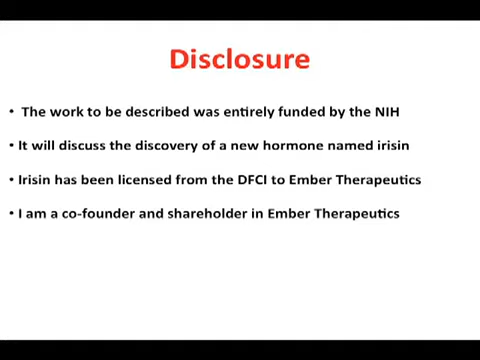 Disclosure
• The work to be described was entirely funded by the NIH
• It will discuss the discovery of a new hormone named irisin
• Irisin has been licensed from the DFCI to Ember Therapeutics
• I am a co-founder and shareholder in Ember Therapeutics